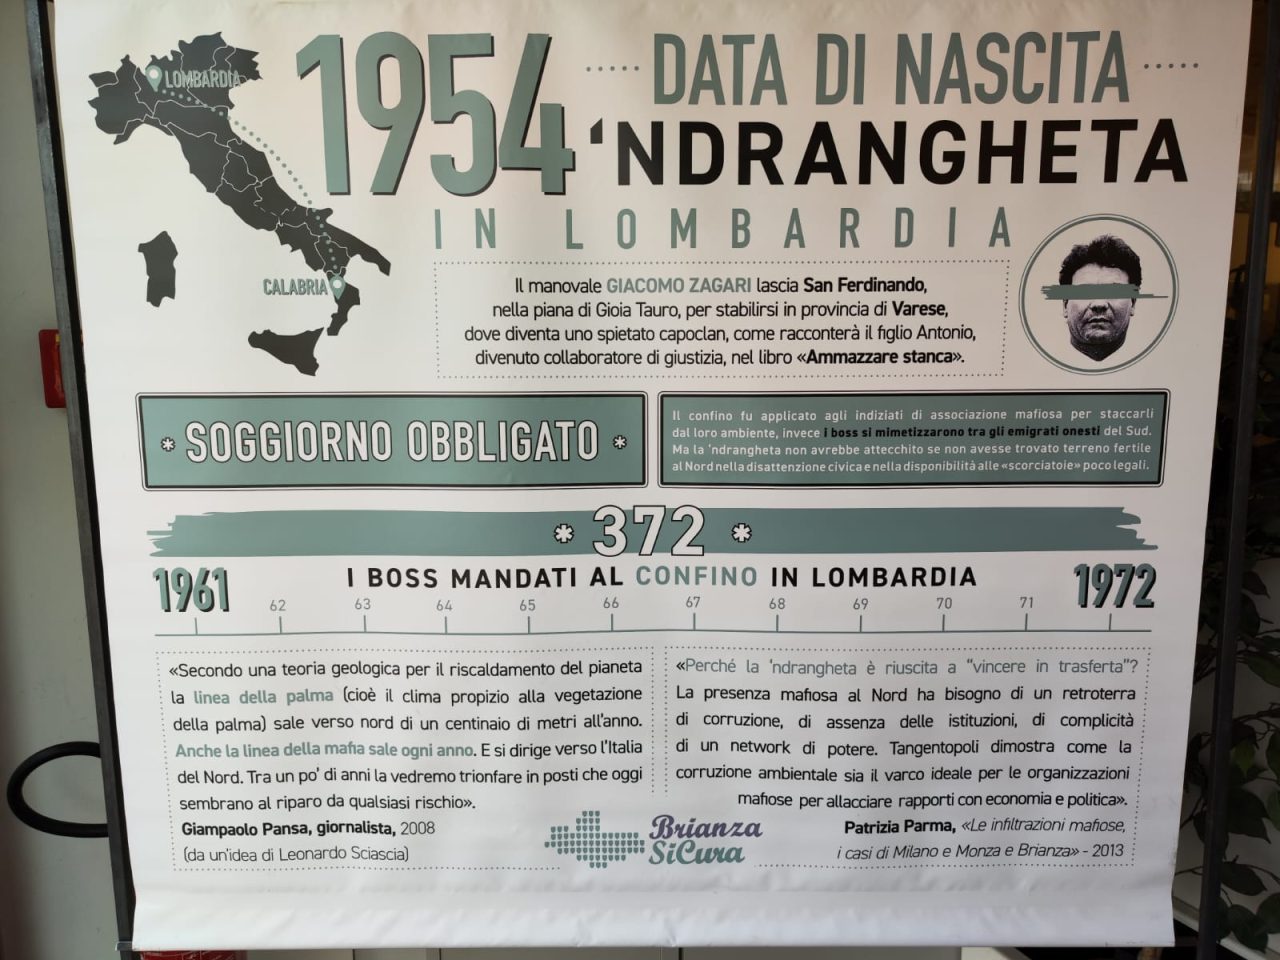 1954
DATA DI NASCITA
'NDRANGHETA
IN LOMBARDIA
LOMBARDIA
CALABRIA
Il manovale GIACOMO ZAGARI lascia San Ferdinando,
nella piana di Gioia Tauro, per stabilirsi in provincia di Varese,
dove diventa uno spietato capoclan, come racconterà il figlio Antonio,
divenuto collaboratore di giustizia, nel libro «Ammazzare stanca».
* SOGGIORNO OBBLIGATO *
Il confino fu applicato agli indiziati di associazione mafiosa per staccarli
dal loro ambiente, invece i boss si mimetizzarono tra gli emigrati onesti del Sud.
Ma la 'ndrangheta non avrebbe attecchito se non avesse trovato terreno fertile
al Nord nella disattenzione civica e nella disponibilità alle «scorciatoie» poco legali.
* 372 *
I BOSS MANDATI AL CONFINO IN LOMBARDIA
1961 62 63 64 65 66 67 68 69 70 71 1972
«Secondo una teoria geologica per il riscaldamento del pianeta
la linea della palma (cioè il clima propizio alla vegetazione
della palma) sale verso nord di un centinaio di metri all'anno.
Anche la linea della mafia sale ogni anno. E si dirige verso l'Italia
del Nord. Tra un po' di anni la vedremo trionfare in posti che oggi
sembrano al riparo da qualsiasi rischio».
Giampaolo Pansa, giornalista, 2008
(da un'idea di Leonardo Sciascia)
«Perché la 'ndrangheta è riuscita a "vincere in trasferta"?
La presenza mafiosa al Nord ha bisogno di un retroterra
di corruzione, di assenza delle istituzioni, di complicità
di un network di potere. Tangentopoli dimostra come la
corruzione ambientale sia il varco ideale per le organizzazioni
mafiose per allacciare rapporti con economia e politica».
Patrizia Parma, «Le infiltrazioni mafiose,
i casi di Milano e Monza e Brianza» - 2013
Brianza
SiCura